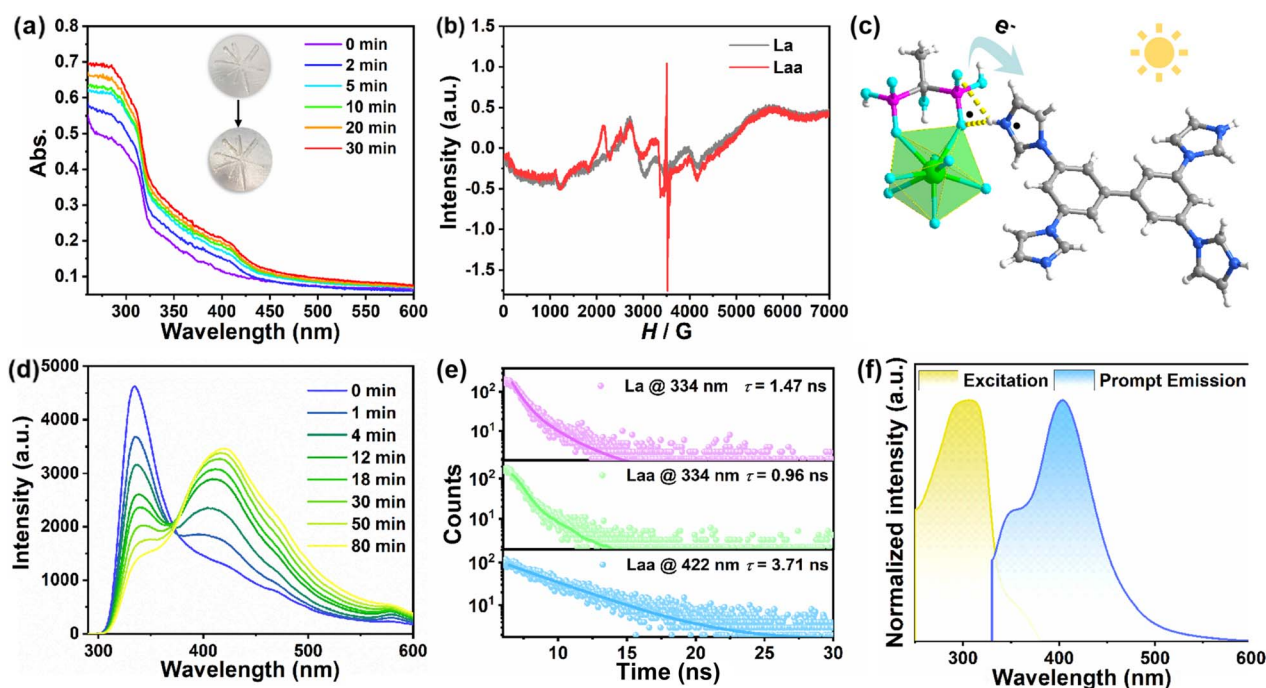 (a)
0.8
0.7
0.6
0.5
0.4
0.3
0.2
0.1
Abs.
300 350 400 450 500 550 600
Wavelength (nm)
0 min
2 min
5 min
10 min
20 min
30 min
(b)
1.5
1.0
0.5
0.0
-0.5
-1.0
-1.5
Intensity (a.u.)
0 1000 2000 3000 4000 5000 6000 7000
H / G
La
Laa
(c)
e-
(d)
5000
4000
3000
2000
1000
0
Intensity (a.u.)
300 400 500 600
Wavelength (nm)
0 min
1 min
4 min
12 min
18 min
30 min
50 min
80 min
(e)
10²
10¹
10²
10¹
10²
10¹
Counts
La @ 334 nm τ = 1.47 ns
Laa @ 334 nm τ = 0.96 ns
Laa @ 422 nm τ = 3.71 ns
10 15 20 25 30
Time (ns)
(f)
Normalized intensity (a.u.)
Excitation Prompt Emission
300 400 500 600
Wavelength (nm)